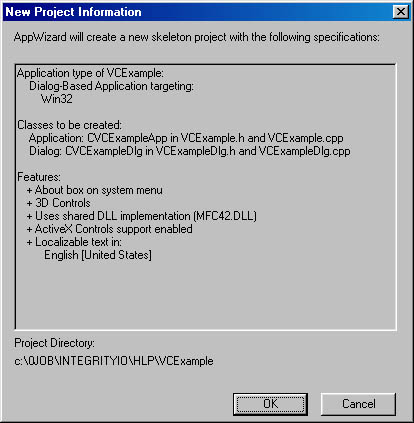 New Project Information
AppWizard will create a new skeleton project with the following specifications:
Application type of VCExample:
Dialog-Based Application targeting:
Win32
Classes to be created:
Application: CVCExampleApp in VCExample.h and VCExample.cpp
Dialog: CVCExampleDlg in VCExampleDlg.h and VCExampleDlg.cpp
Features:
+ About box on system menu
+ 3D Controls
+ Uses shared DLL implementation (MFC42.DLL)
+ ActiveX Controls support enabled
+ Localizable text in:
English [United States]
Project Directory:
c:\0JOB\INTEGRITYIO\HLP\VCExample
OK
Cancel